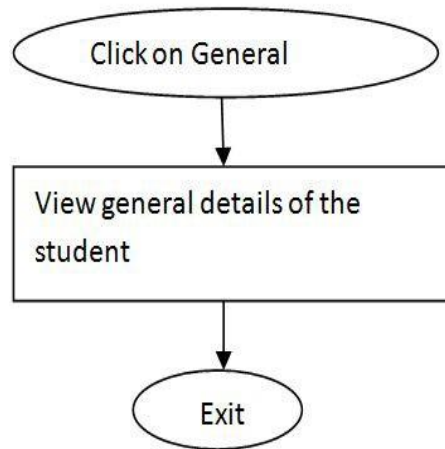 Click on General
View general details of the
student
Exit